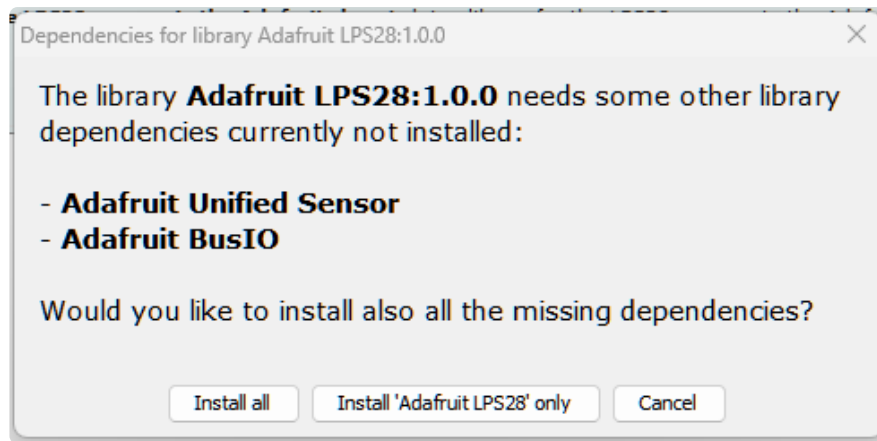 Dependencies for library Adafruit LPS28:1.0.0
The library Adafruit LPS28:1.0.0 needs some other library
dependencies currently not installed:
- Adafruit Unified Sensor
- Adafruit BusIO
Would you like to install also all the missing dependencies?
Install all Install 'Adafruit LPS28' only Cancel